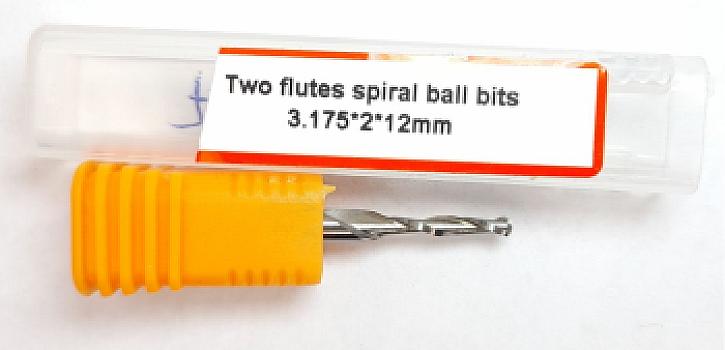 Two flutes spiral ball bits
3.175*2*12mm